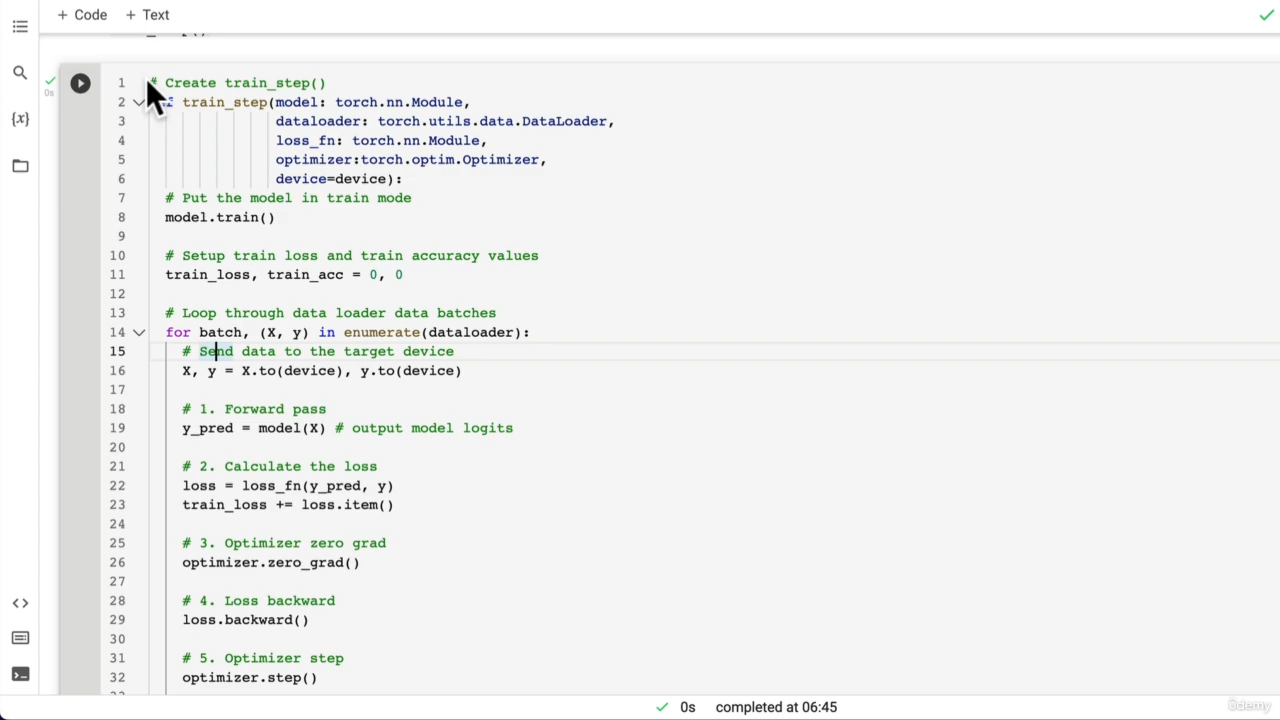 + Code + Text
1 # Create train_step()
2 train_step(model: torch.nn.Module,
3 dataloader: torch.utils.data.DataLoader,
4 loss_fn: torch.nn.Module,
5 optimizer:torch.optim.Optimizer,
6 device=device):
7 # Put the model in train mode
8 model.train()
9
10 # Setup train loss and train accuracy values
11 train_loss, train_acc = 0, 0
12
13 # Loop through data loader data batches
14 for batch, (X, y) in enumerate(dataloader):
15 # Send data to the target device
16 X, y = X.to(device), y.to(device)
17
18 # 1. Forward pass
19 y_pred = model(X) # output model logits
20
21 # 2. Calculate the loss
22 loss = loss_fn(y_pred, y)
23 train_loss += loss.item()
24
25 # 3. Optimizer zero grad
26 optimizer.zero_grad()
27
28 # 4. Loss backward
29 loss.backward()
30
31 # 5. Optimizer step
32 optimizer.step()
{x}
0s
0s completed at 06:45